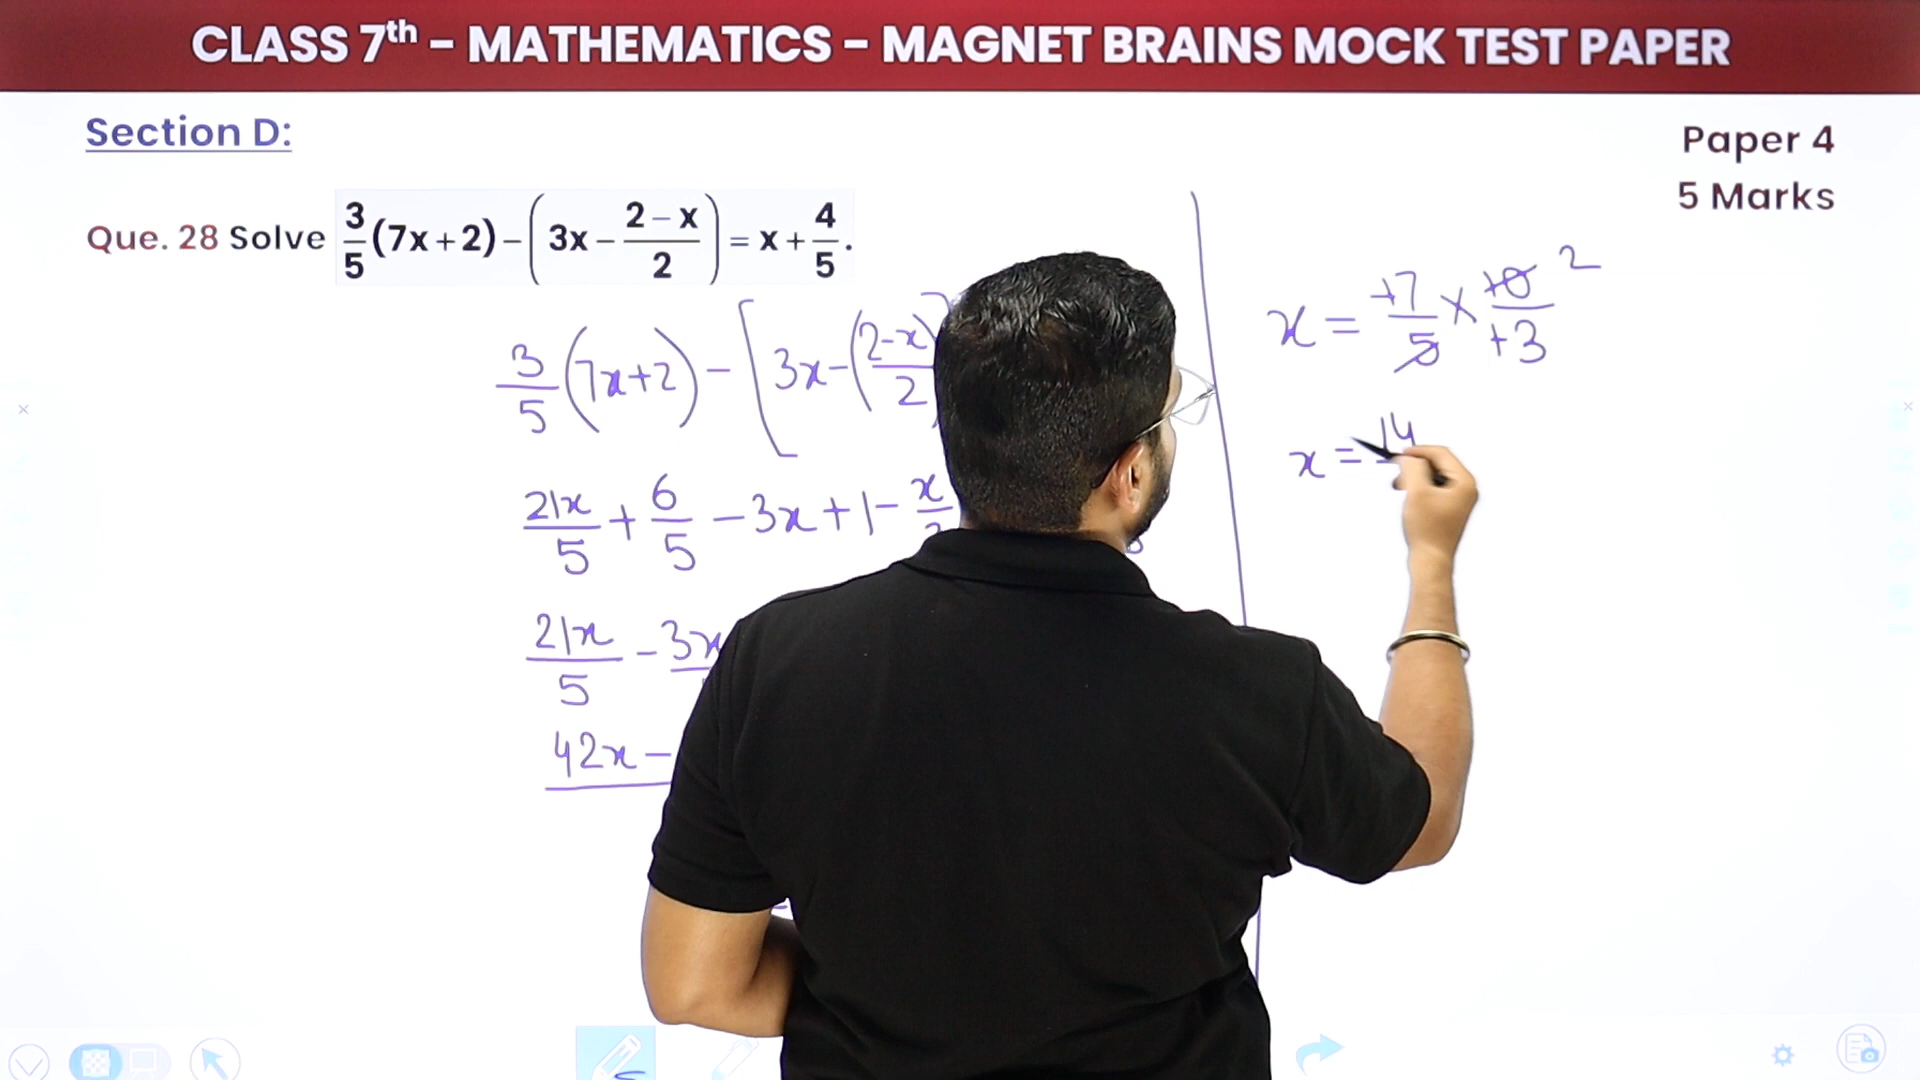 CLASS 7th – MATHEMATICS – MAGNET BRAINS MOCK TEST PAPER
Section D:
Paper 4
5 Marks
Que. 28 Solve 3/5(7x+2)−(3x−(2−x)/2)=x+4/5.
3/5(7x+2)−[3x−(2−x)/2]
21x/5+6/5−3x+1−x/
21x/5−3x
42x−
x=+7/5×+0/+3 2
x=14